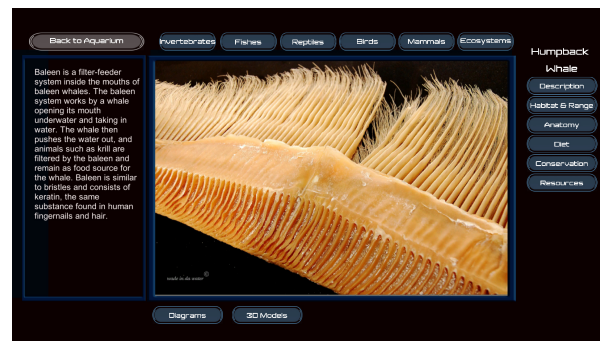 Back to Aquarium
Invertebrates
Fishes
Reptiles
Birds
Mammals
Ecosystems
Humpback
Whale
Description
Habitat & Range
Anatomy
Diet
Conservation
Resources
Baleen is a filter-feeder
system inside the mouths of
baleen whales. The baleen
system works by a whale
opening its mouth
underwater and taking in
water. The whale then
pushes the water out, and
animals such as krill are
filtered by the baleen and
remain as food source for
the whale. Baleen is similar
to bristles and consists of
keratin, the same
substance found in human
fingernails and hair.
made in da water ©
Diagrams
3D Models